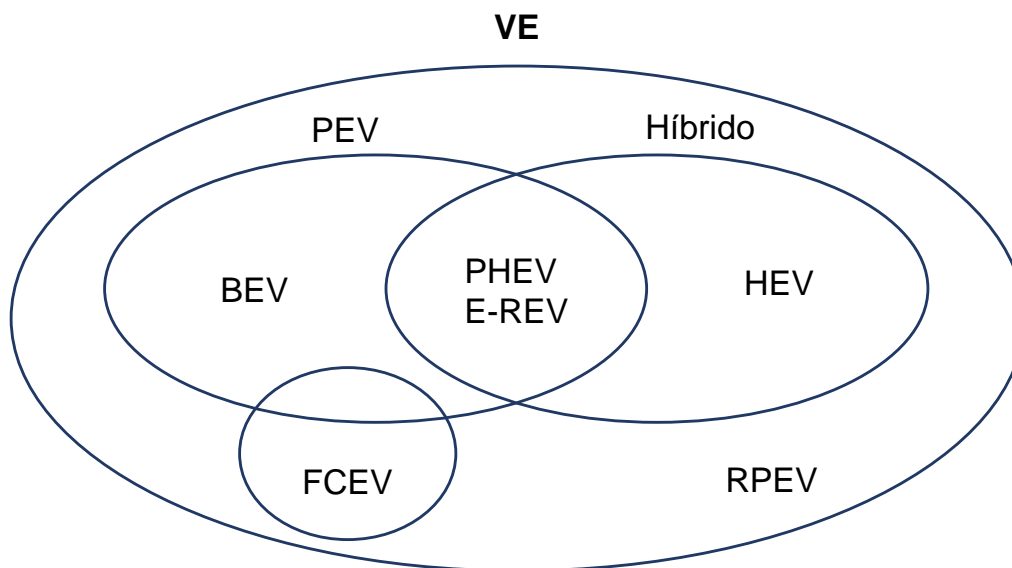 VE
PEV
Híbrido
BEV
PHEV
E-REV
HEV
FCEV
RPEV